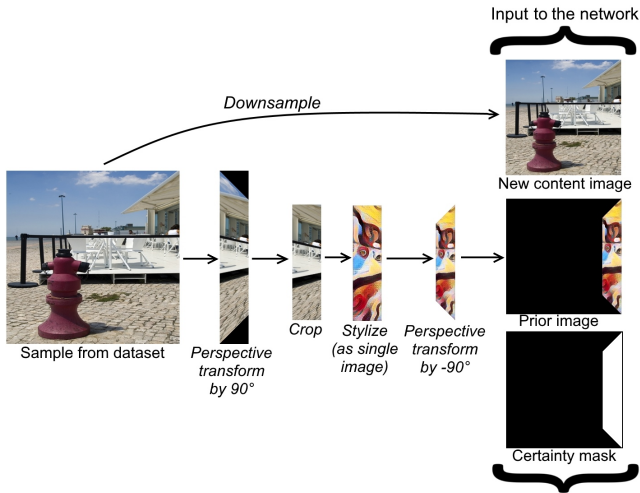 Input to the network
Downsample
New content image
Sample from dataset
Perspective
transform
by 90°
Crop
Stylize
(as single
image)
Perspective
transform
by -90°
Prior image
Certainty mask